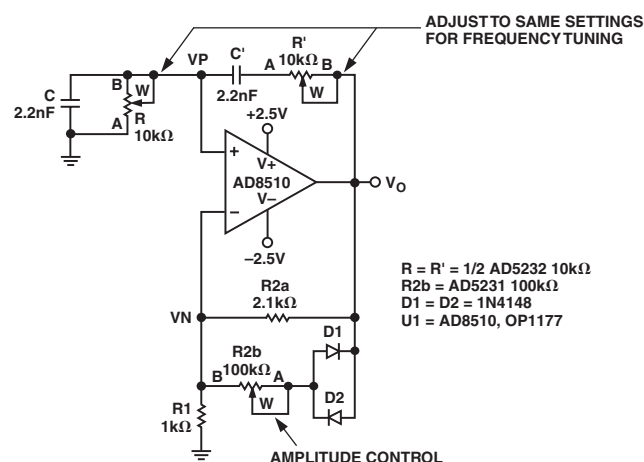 ADJUST TO SAME SETTINGS
FOR FREQUENCY TUNING
VP
C'
2.2nF
A
R'
10kΩ
B
W
C
2.2nF
B
W
A
R
10kΩ
+2.5V
V+
+
AD8510
V–
–
VO
–2.5V
R = R' = 1/2 AD5232 10kΩ
R2b = AD5231 100kΩ
D1 = D2 = 1N4148
U1 = AD8510, OP1177
R2a
2.1kΩ
VN
D1
R2b
100kΩ
B
A
W
D2
R1
1kΩ
AMPLITUDE CONTROL